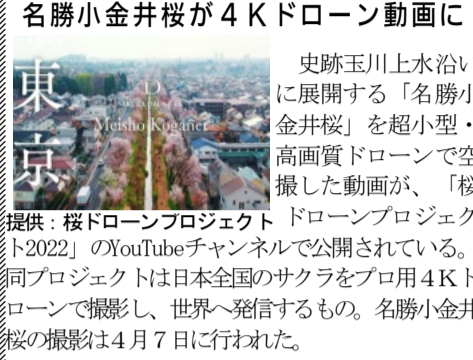 名勝小金井桜が４Ｋドローン動画に
東京
D
Meisho Koganei
提供：桜ドローンプロジェクト
史跡玉川上水沿い
に展開する「名勝小
金井桜」を超小型・
高画質ドローンで空
撮した動画が、「桜
ドローンプロジェク
ト2022」のYouTubeチャンネルで公開されている。
同プロジェクトは日本全国のサクラをプロ用４Ｋド
ローンで撮影し、世界へ発信するもの。名勝小金井
桜の撮影は４月７日に行われた。